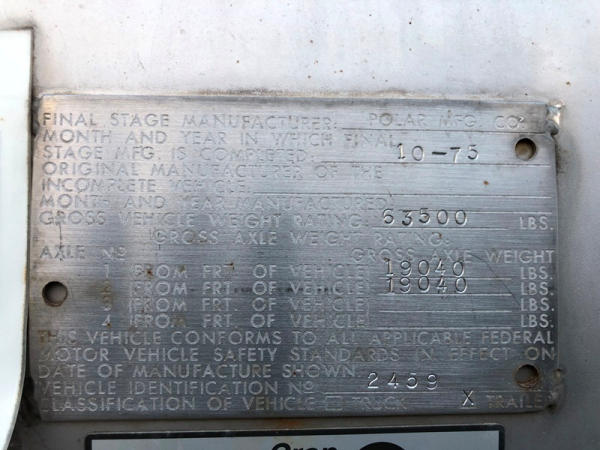 FINAL STAGE MANUFACTURER: POLAR MFG. CO.
MONTH AND YEAR IN WHICH FINAL
STAGE MFG. IS COMPLETED. 10-75
ORIGINAL MANUFACTURER OF THE
INCOMPLETE VEHICLE.
MONTH AND YEAR MANUFACTURED
GROSS VEHICLE WEIGHT RATING. 63500 LBS.
GROSS AXLE WEIGHT RATING.
AXLE Nº GROSS AXLE WEIGHT
1 (FROM FRT. OF VEHICLE) 19040 LBS.
2 (FROM FRT. OF VEHICLE) 19040 LBS.
3 (FROM FRT. OF VEHICLE) LBS.
4 (FROM FRT. OF VEHICLE) LBS.
THIS VEHICLE CONFORMS TO ALL APPLICABLE FEDERAL
MOTOR VEHICLE SAFETY STANDARDS IN EFFECT ON
DATE OF MANUFACTURE SHOWN.
VEHICLE IDENTIFICATION Nº 2459
CLASSIFICATION OF VEHICLE TRUCK X TRAILER